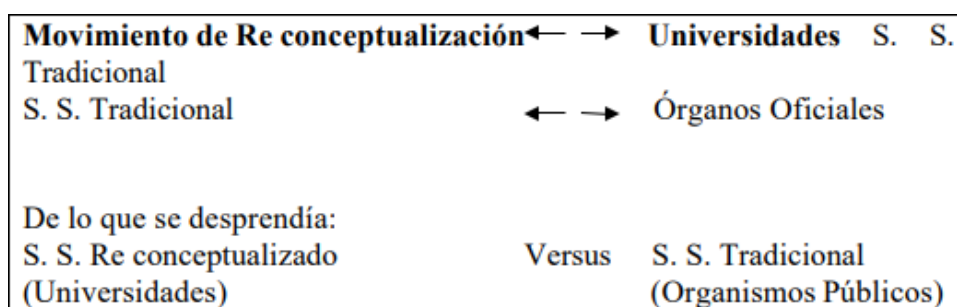 Movimiento de Re conceptualización ← → Universidades S. S.
Tradicional
S. S. Tradicional ← → Órganos Oficiales
De lo que se desprendía:
S. S. Re conceptualizado Versus S. S. Tradicional
(Universidades) (Organismos Públicos)